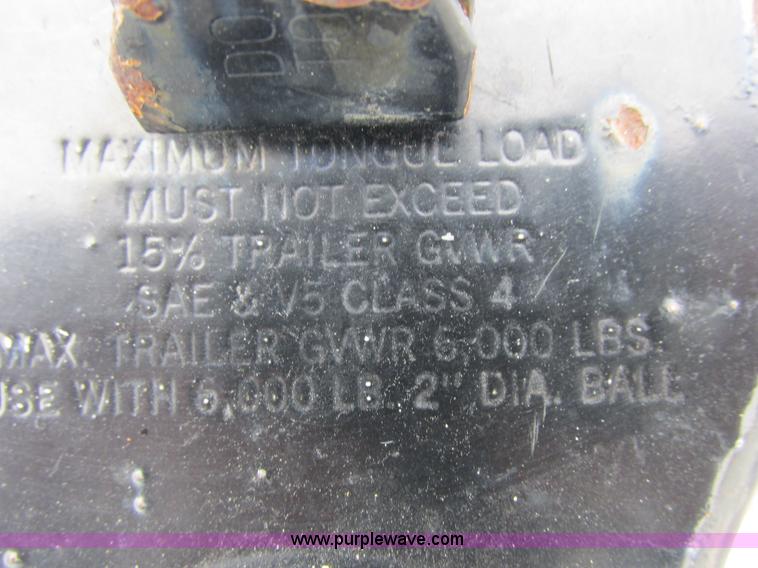 DO
MAXIMUM TONGUE LOAD
MUST NOT EXCEED
15% TRAILER GVWR
SAE & V5 CLASS 4
MAX. TRAILER GVWR 6,000 LBS.
USE WITH 6,000 LB. 2" DIA. BALL
www.purplewave.com